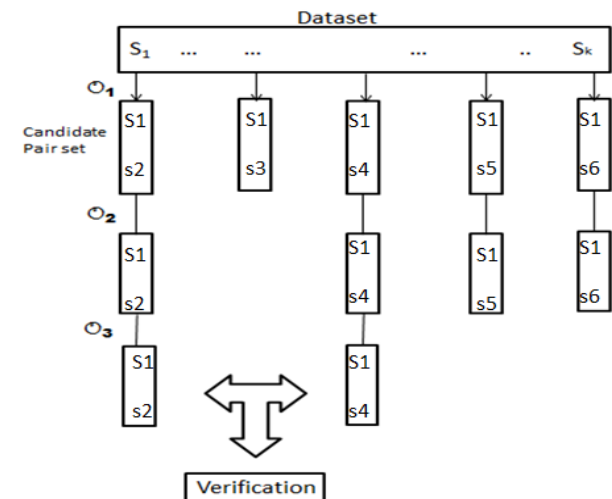 Dataset
S₁ ... ... ... .. Sₖ
O₁
Candidate
Pair set
S1 S1 S1 S1 S1
s2 s3 s4 s5 s6
O₂
S1 S1 S1 S1
s2 s4 s5 s6
O₃
S1 S1
s2 s4
Verification